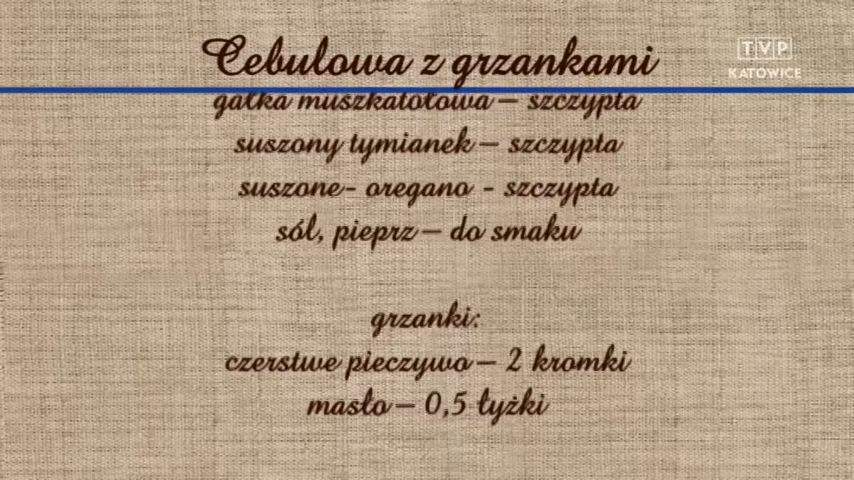 Cebulowa z grzankami
TVP
KATOWICE
gałka muszkatołowa – szczypta
suszony tymianek – szczypta
suszone- oregano - szczypta
sól, pieprz – do smaku
grzanki:
czerstwe pieczywo – 2 kromki
masło – 0,5 łyżki